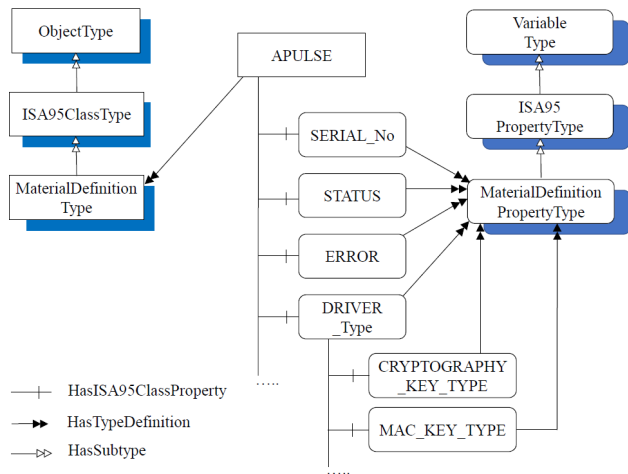 ObjectType
ISA95ClassType
MaterialDefinition
Type
APULSE
SERIAL_No
STATUS
ERROR
DRIVER
_Type
CRYPTOGRAPHY
_KEY_TYPE
MAC_KEY_TYPE
.....
.....
Variable
Type
ISA95
PropertyType
MaterialDefinition
PropertyType
HasISA95ClassProperty
HasTypeDefinition
HasSubtype